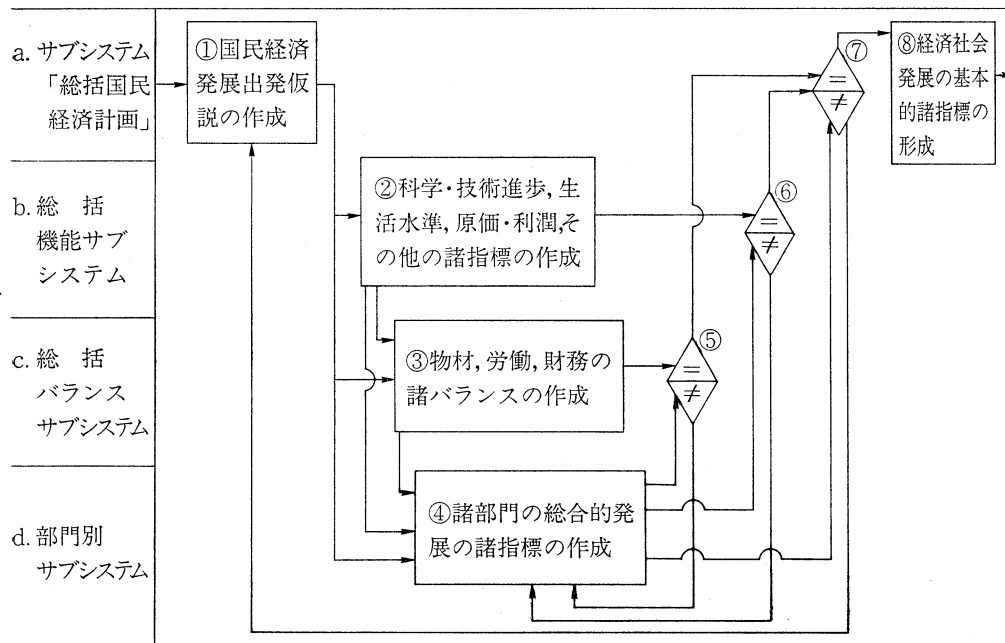 a. サブシステム
「総括国民
経済計画」
①国民経済
発展出発仮
説の作成
⑦
=
≠
⑧経済社会
発展の基本
的諸指標の
形成
b. 総　括
機能サブ
システム
②科学・技術進歩, 生
活水準, 原価・利潤,そ
の他の諸指標の作成
⑥
=
≠
c. 総　括
バランス
サブシステム
③物材, 労働, 財務の
諸バランスの作成
⑤
=
≠
d. 部門別
サブシステム
④諸部門の総合的発
展の諸指標の作成